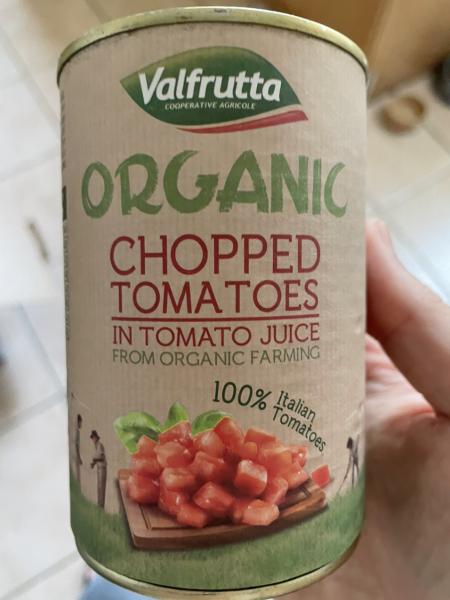 Valfrutta
COOPERATIVE AGRICOLE
ORGANIC
CHOPPED
TOMATOES
IN TOMATO JUICE
FROM ORGANIC FARMING
100% Italian
Tomatoes